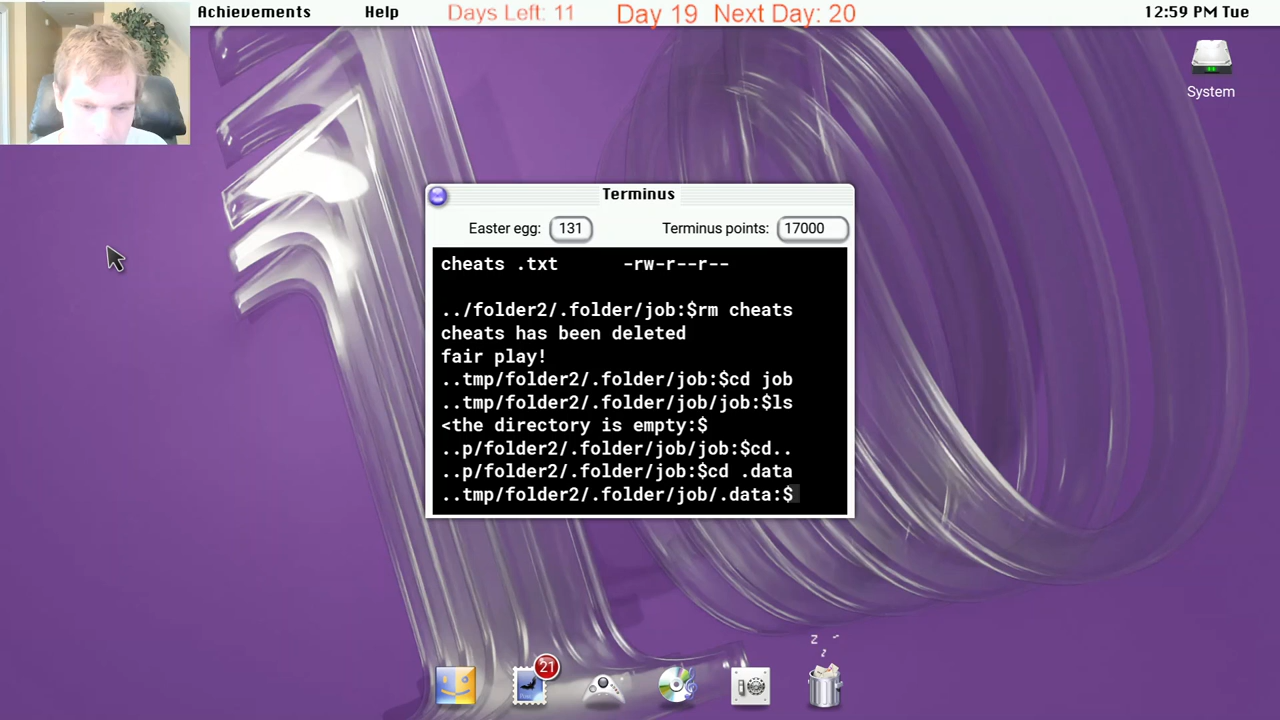 Achievements Help Days Left: 11 Day 19 Next Day: 20 12:59 PM Tue
System
Terminus
Easter egg: 131 Terminus points: 17000
cheats .txt -rw-r--r--
../folder2/.folder/job:$rm cheats
cheats has been deleted
fair play!
..tmp/folder2/.folder/job:$cd job
..tmp/folder2/.folder/job/job:$ls
<the directory is empty:$
..p/folder2/.folder/job/job:$cd..
..p/folder2/.folder/job:$cd .data
..tmp/folder2/.folder/job/.data:$
z z
z
21